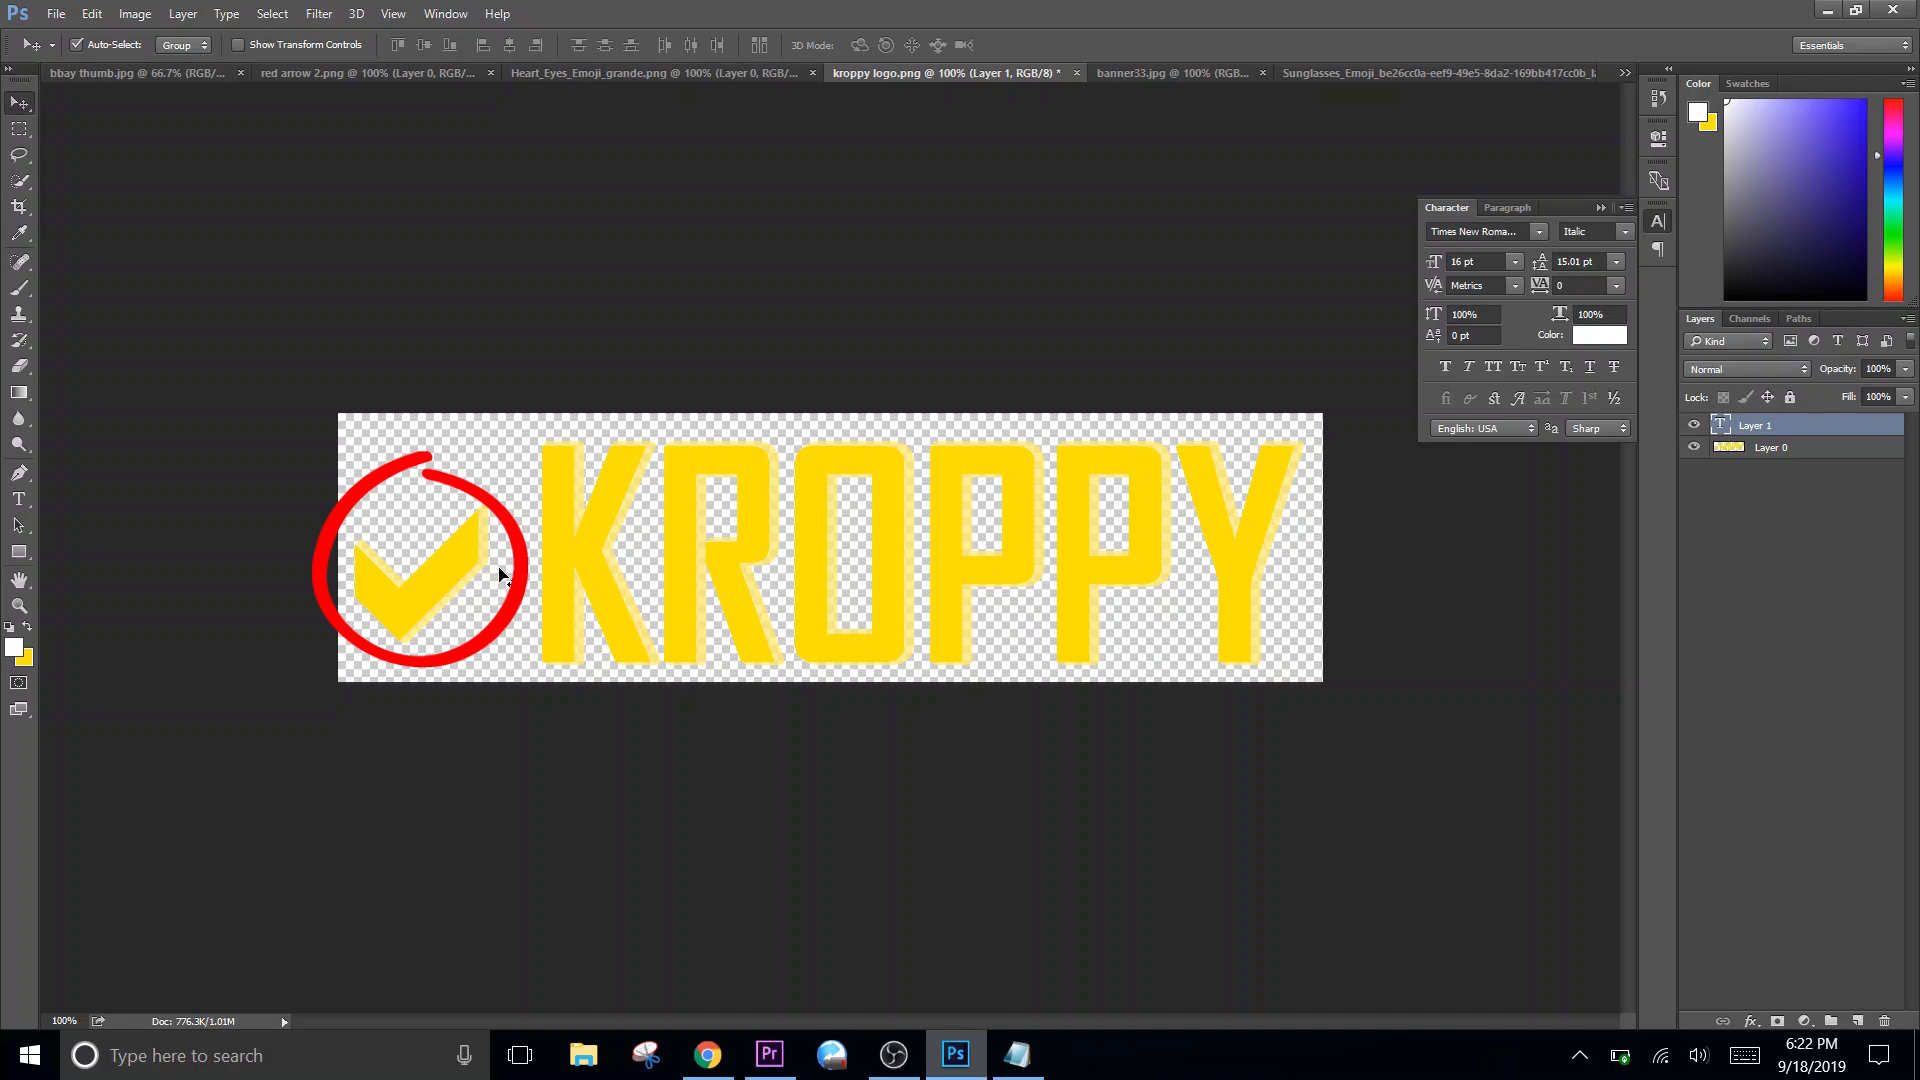 Ps File Edit Image Layer Type Select Filter 3D View Window Help
Auto-Select: Group Show Transform Controls 3D Mode: Essentials
bbay thumb.jpg @ 66.7% (RGB/... × red arrow 2.png @ 100% (Layer 0, RGB/... × Heart_Eyes_Emoji_grande.png @ 100% (Layer 0, RGB/... × kroppy logo.png @ 100% (Layer 1, RGB/8) * × banner33.jpg @ 100% (RGB... × Sunglasses_Emoji_be26cc0a-eef9-49e5-8da2-169bb417cc0b_l
Color Swatches
Character Paragraph
Times New Roma... Italic
16 pt 15.01 pt
Metrics 0
100% 100%
0 pt Color:
English: USA Sharp
Layers Channels Paths
Kind
Normal Opacity: 100%
Lock: Fill: 100%
Layer 1
Layer 0
KROPPY
100% Doc: 776.3K/1.01M
Type here to search Pr Ps
6:22 PM
9/18/2019